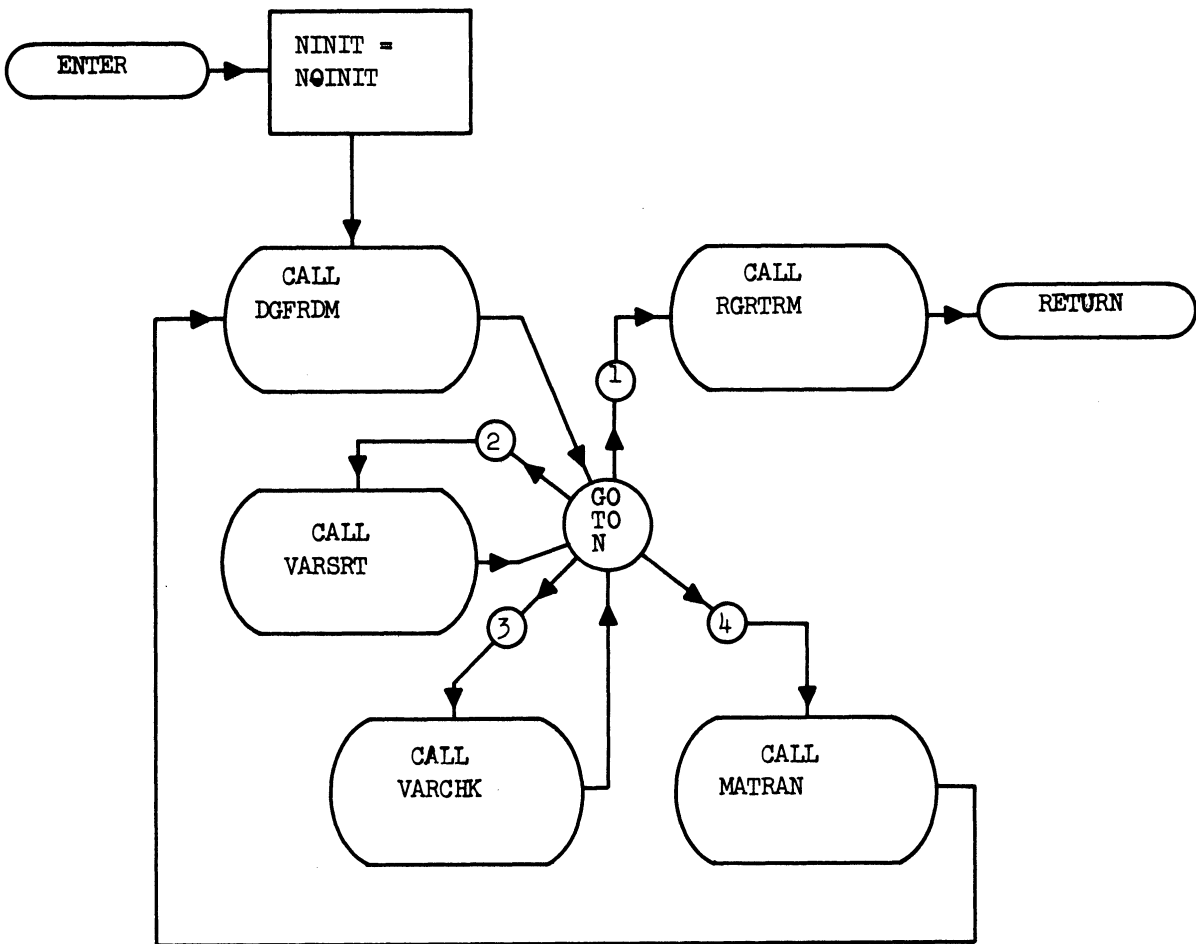 ENTER
NINIT =
NOINIT
CALL
DGFRDM
CALL
RGRTRM
RETURN
1
2
GO
TO
N
CALL
VARSRT
3
4
CALL
VARCHK
CALL
MATRAN